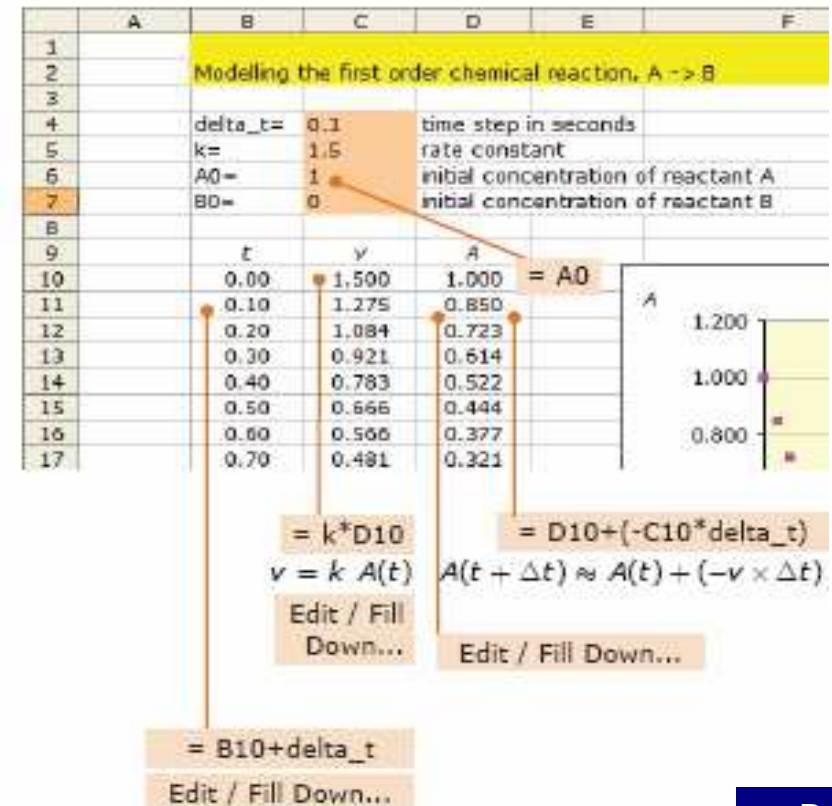 A B C D E F
1
2 Modelling the first order chemical reaction, A -> B
3
4 delta_t= 0.1 time step in seconds
5 k= 1.5 rate constant
6 A0= 1 initial concentration of reactant A
7 B0= 0 initial concentration of reactant B
8
9 t v A
10 0.00 1.500 1.000 = A0
11 0.10 1.275 0.850 A
12 0.20 1.084 0.723 1.200
13 0.30 0.921 0.614
14 0.40 0.783 0.522 1.000
15 0.50 0.666 0.444
16 0.60 0.566 0.377 0.800
17 0.70 0.481 0.321
= k*D10 = D10+(-C10*delta_t)
v = k A(t) A(t + Δt) ≈ A(t) + (−v × Δt)
Edit / Fill
Down... Edit / Fill Down...
= B10+delta_t
Edit / Fill Down...